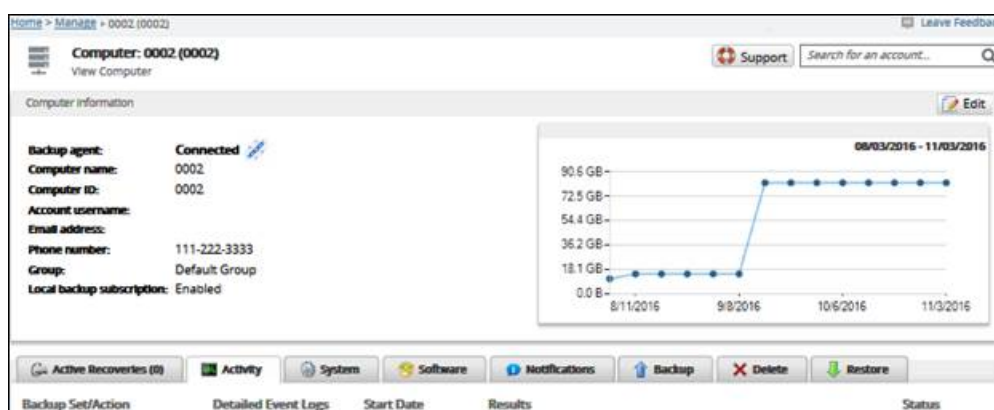 Home > Manage > 0002 (0002)
Leave Feedbac
Computer: 0002 (0002)
View Computer
Support
Search for an account...
Computer Information
Edit
Backup agent: Connected
Computer name: 0002
Computer ID: 0002
Account username:
Email address:
Phone number: 111-222-3333
Group: Default Group
Local backup subscription: Enabled
08/03/2016 - 11/03/2016
90.6 GB
72.5 GB
54.4 GB
36.2 GB
18.1 GB
0.0 B
8/11/2016 9/8/2016 10/6/2016 11/3/2016
Active Recoveries (0) Activity System Software Notifications Backup Delete Restore
Backup Set/Action Detailed Event Logs Start Date Results Status